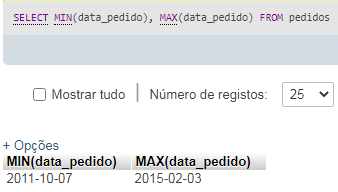 SELECT MIN(data_pedido), MAX(data_pedido) FROM pedidos
Mostrar tudo | Número de registos: 25
+ Opções
MIN(data_pedido) MAX(data_pedido)
2011-10-07 2015-02-03